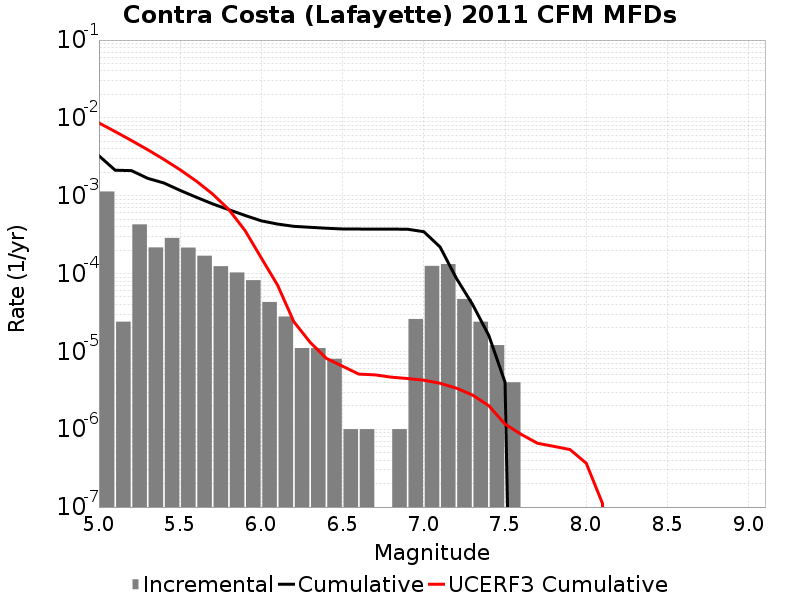 Contra Costa (Lafayette) 2011 CFM MFDs
10-1
10-2
10-3
10-4
10-5
10-6
10-7
Rate (1/yr)
5.0 5.5 6.0 6.5 7.0 7.5 8.0 8.5 9.0
Magnitude
Incremental Cumulative UCERF3 Cumulative